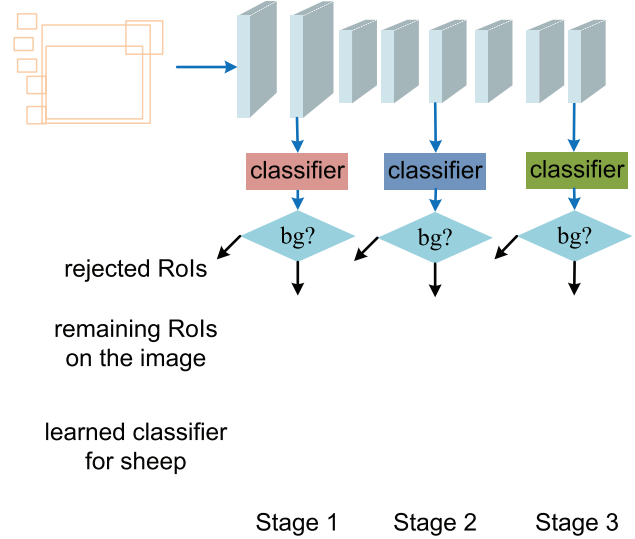 classifier classifier classifier
bg? bg? bg?
rejected RoIs
remaining RoIs
on the image
learned classifier
for sheep
Stage 1 Stage 2 Stage 3